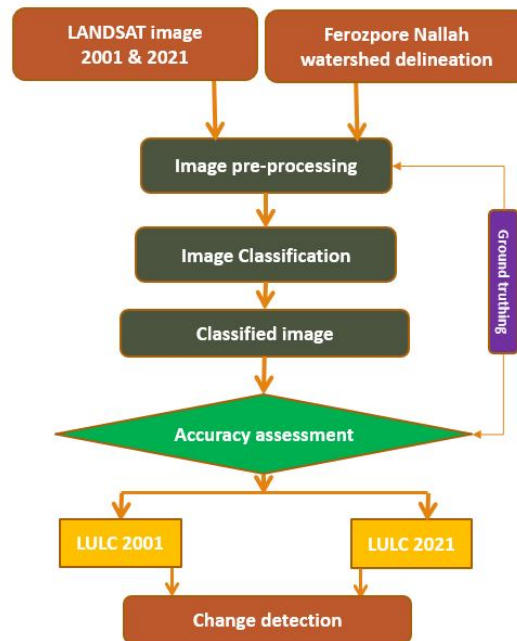 LANDSAT image
2001 & 2021
Ferozpore Nallah
watershed delineation
Image pre-processing
Ground truthing
Image Classification
Classified image
Accuracy assessment
LULC 2001
LULC 2021
Change detection